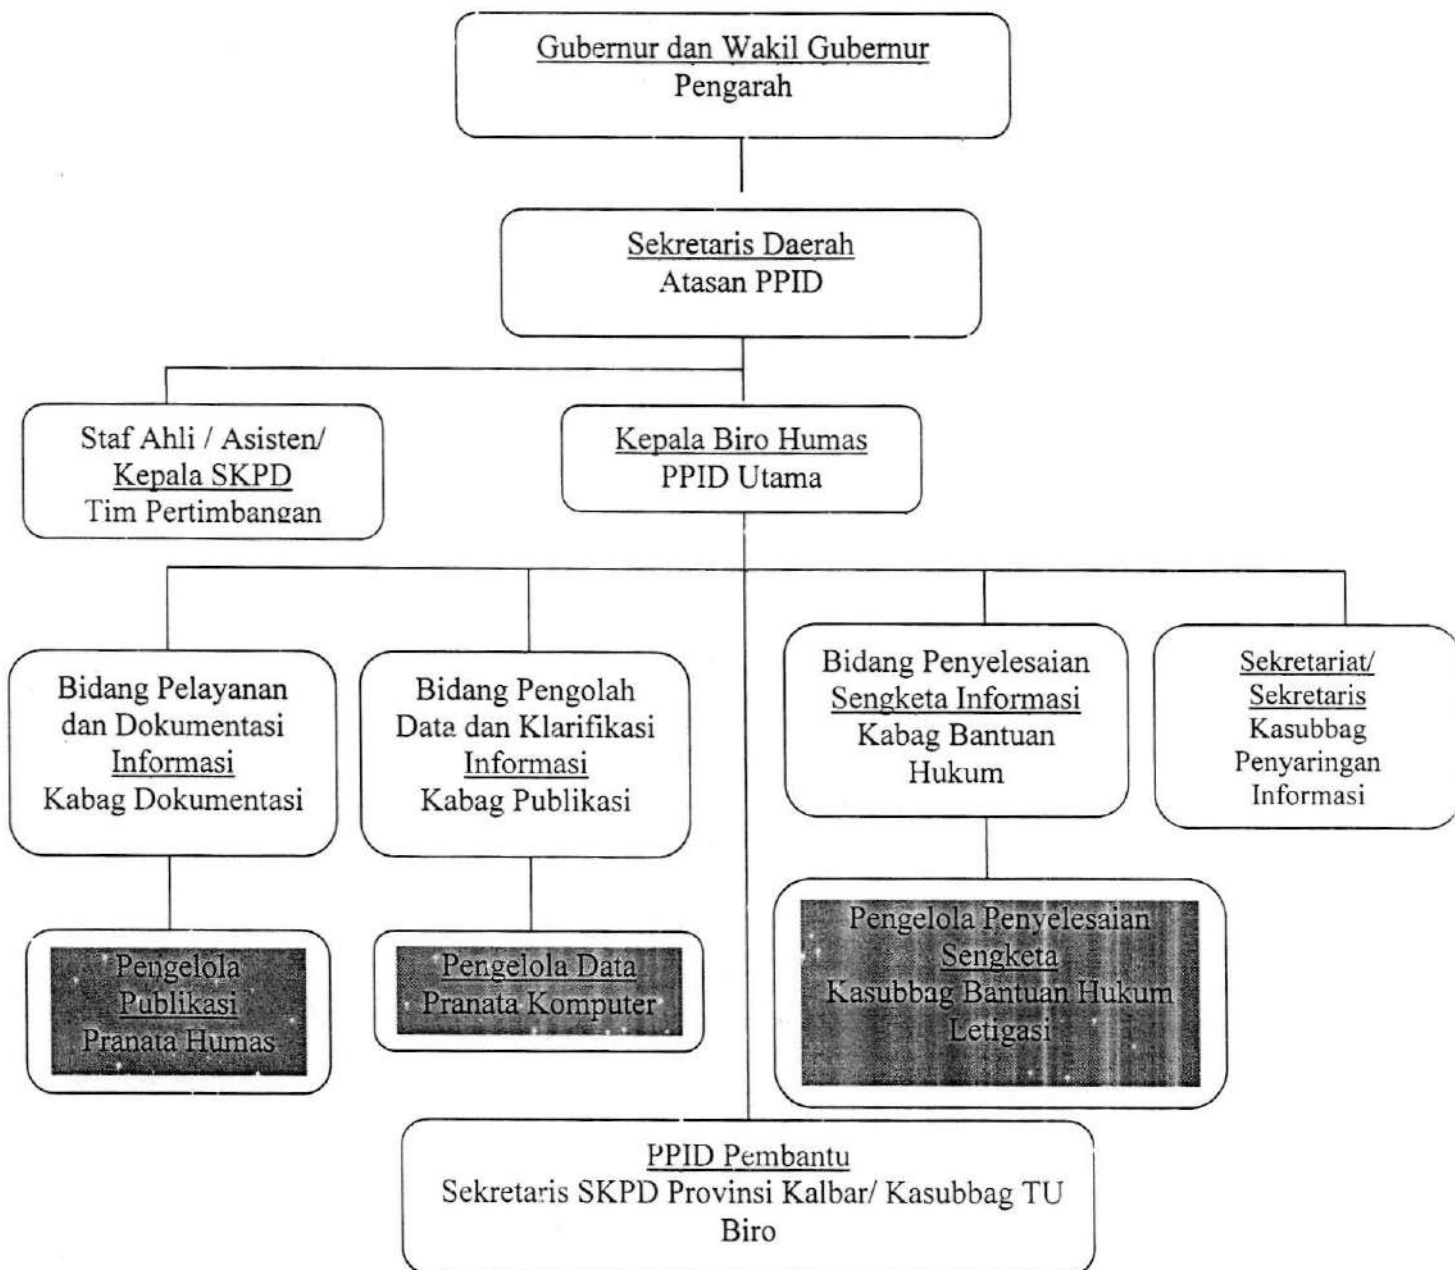 Gubernur dan Wakil Gubernur
Pengarah
Sekretaris Daerah
Atasan PPID
Staf Ahli / Asisten/
Kepala SKPD
Tim Pertimbangan
Kepala Biro Humas
PPID Utama
Bidang Pelayanan
dan Dokumentasi
Informasi
Kabag Dokumentasi
Bidang Pengolah
Data dan Klarifikasi
Informasi
Kabag Publikasi
Bidang Penyelesaian
Sengketa Informasi
Kabag Bantuan
Hukum
Sekretariat/
Sekretaris
Kasubbag
Penyaringan
Informasi
Pengelola
Publikasi
Pranata Humas
Pengelola Data
Pranata Komputer
Pengelola Penyelesaian
Sengketa
Kasubbag Bantuan Hukum
Letigasi
PPID Pembantu
Sekretaris SKPD Provinsi Kalbar/ Kasubbag TU
Biro